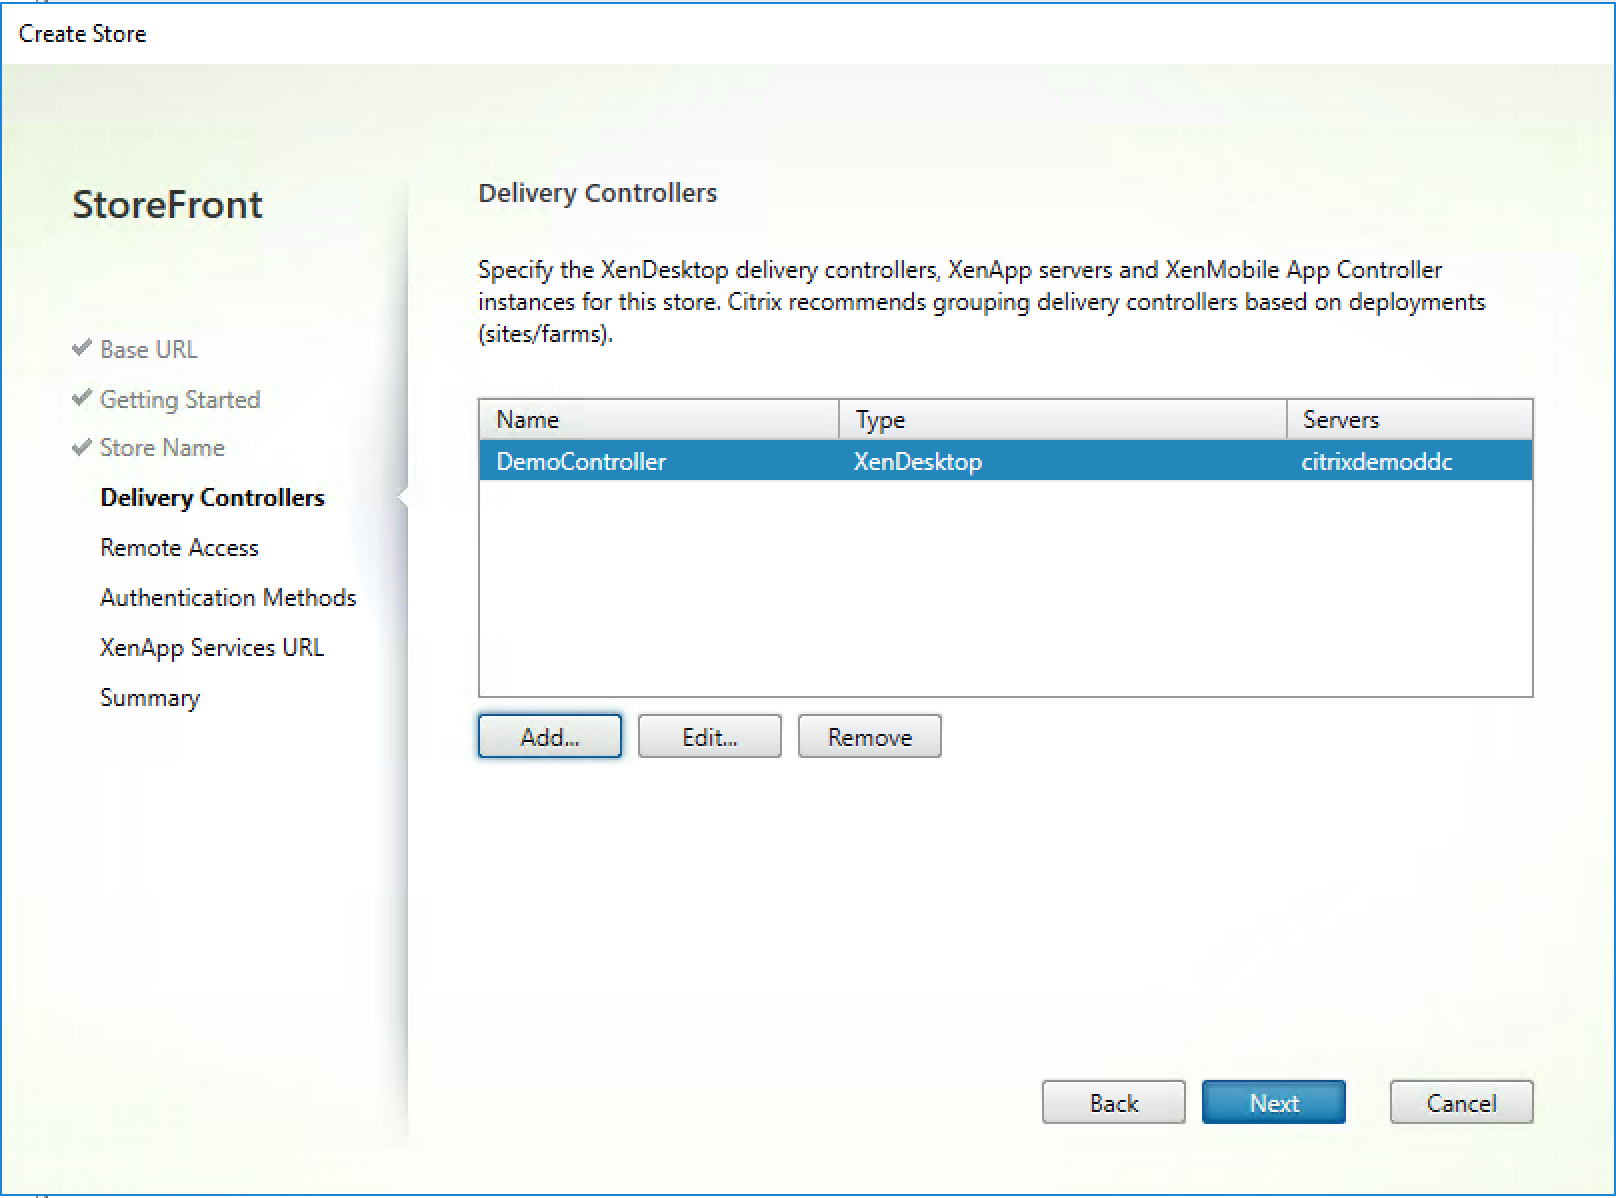 Create Store
StoreFront
Base URL
Getting Started
Store Name
Delivery Controllers
Remote Access
Authentication Methods
XenApp Services URL
Summary
Delivery Controllers
Specify the XenDesktop delivery controllers, XenApp servers and XenMobile App Controller
instances for this store. Citrix recommends grouping delivery controllers based on deployments
(sites/farms).
Name Type Servers
DemoController XenDesktop citrixdemoddc
Add... Edit... Remove
Back Next Cancel